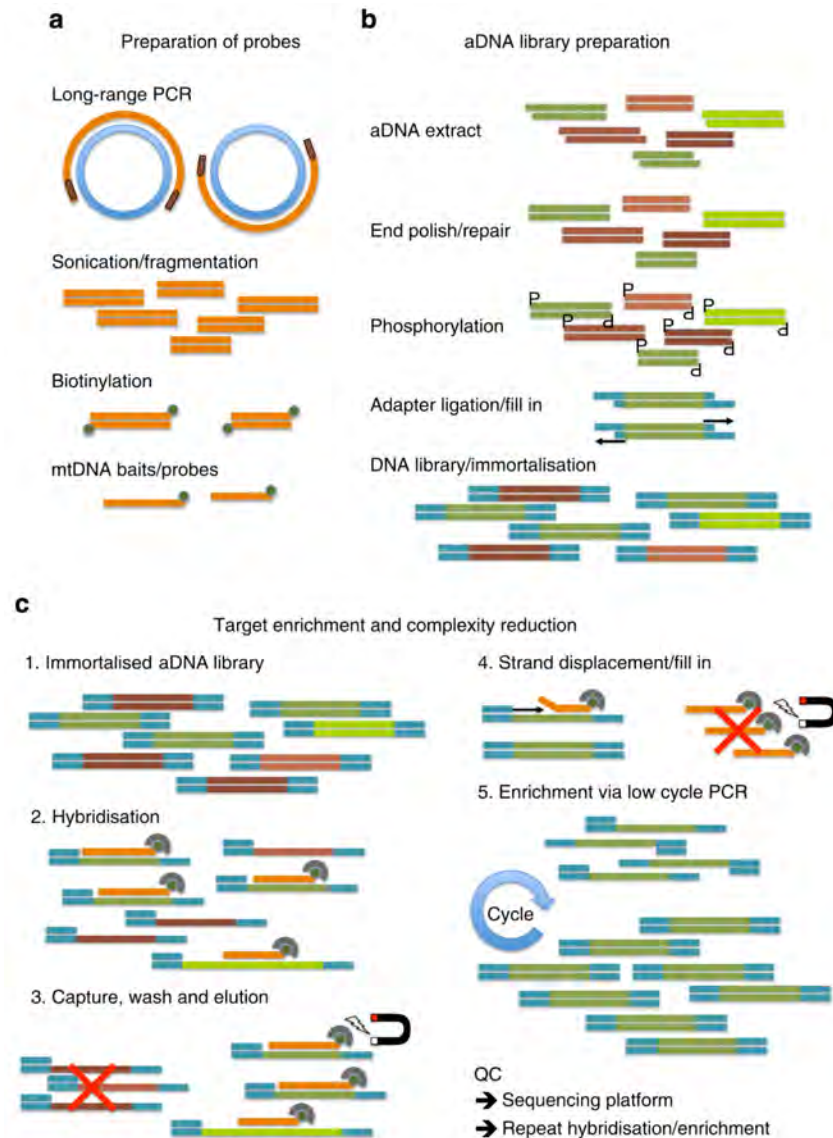 a
Preparation of probes
Long-range PCR
Sonication/fragmentation
Biotinylation
mtDNA baits/probes
b
aDNA library preparation
aDNA extract
End polish/repair
P
P
P
Phosphorylation
P
P
P
P
P
P
P
Adapter ligation/fill in
DNA library/immortalisation
c
Target enrichment and complexity reduction
1. Immortalised aDNA library
2. Hybridisation
3. Capture, wash and elution
4. Strand displacement/fill in
5. Enrichment via low cycle PCR
Cycle
QC
➔ Sequencing platform
➔ Repeat hybridisation/enrichment